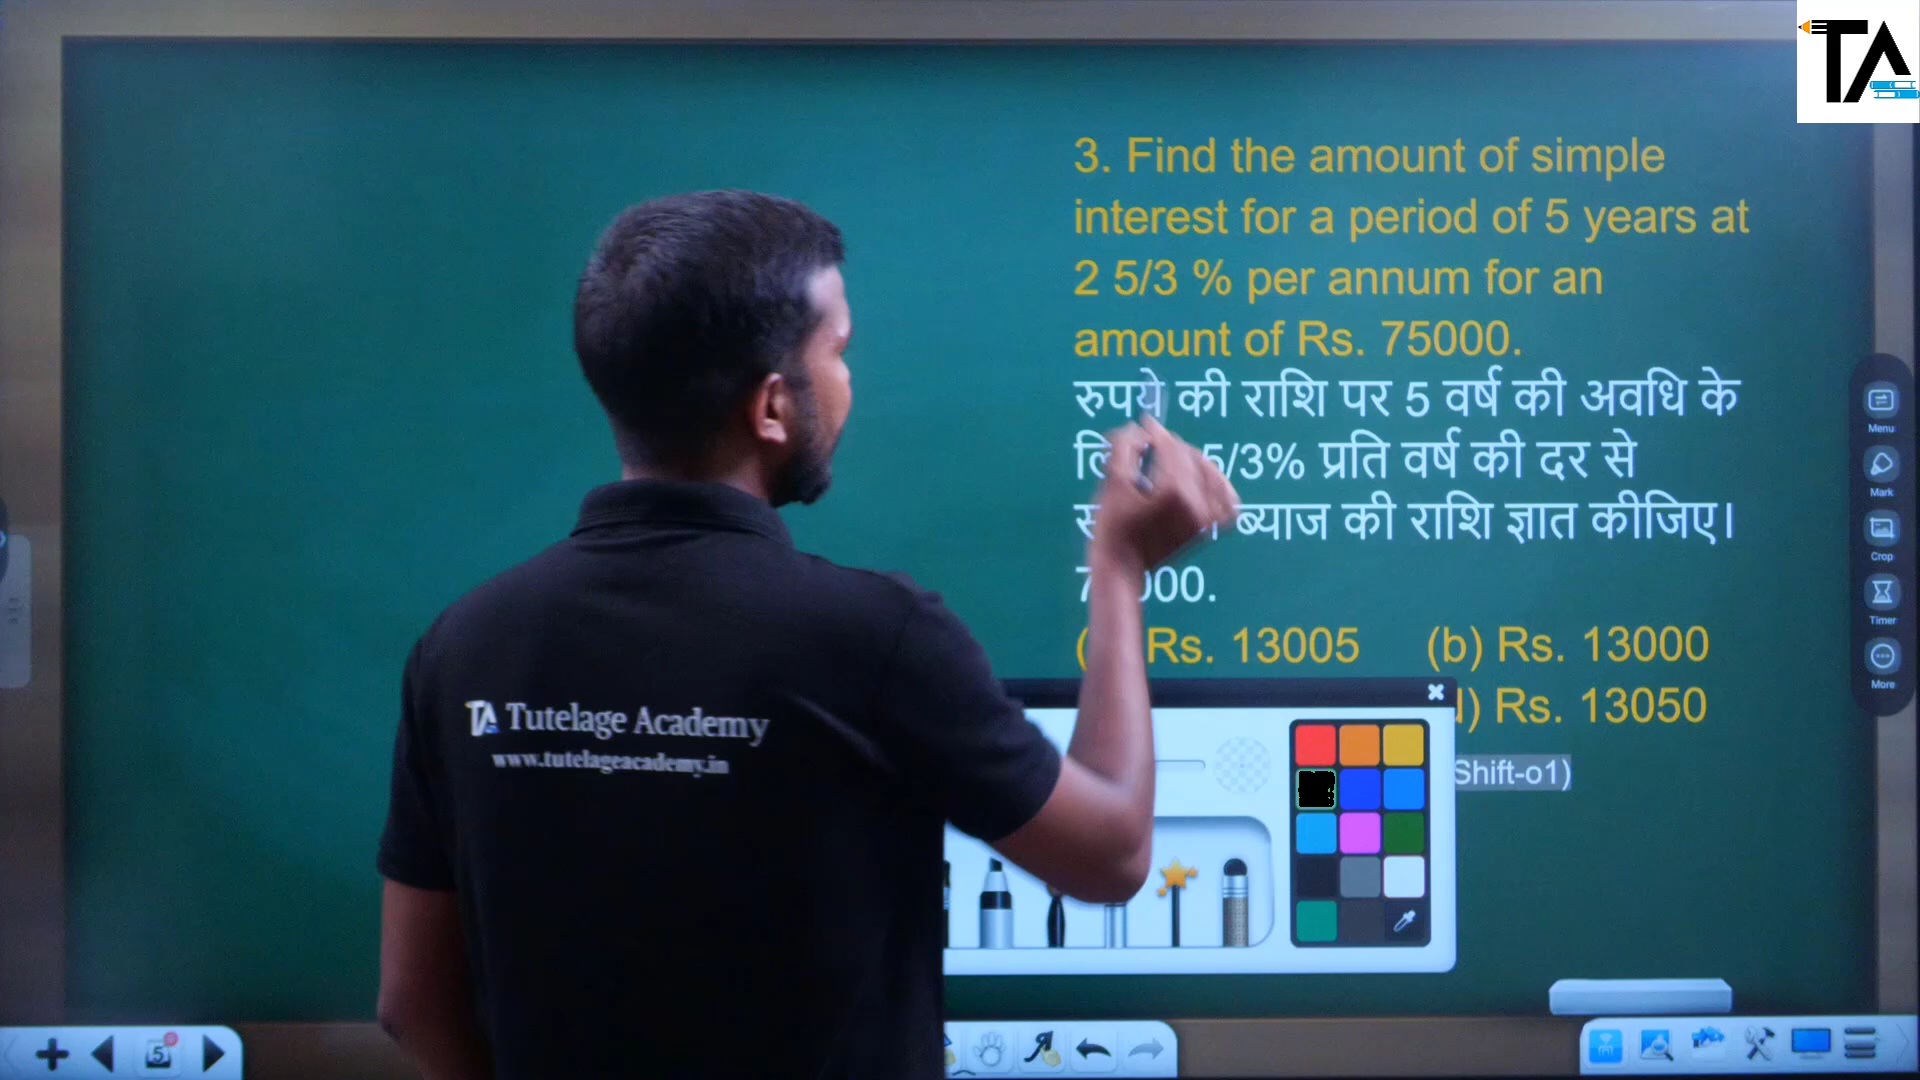 TA
3. Find the amount of simple
interest for a period of 5 years at
2 5/3 % per annum for an
amount of Rs. 75000.
रुपये की राशि पर 5 वर्ष की अवधि के
5/3% प्रति वर्ष की दर से
ब्याज की राशि ज्ञात कीजिए।
000.
Rs. 13005 (b) Rs. 13000
d) Rs. 13050
Shift-o1)
TA Tutelage Academy
www.tutelageacademy.in
Menu
Mark
Crop
Timer
More
5